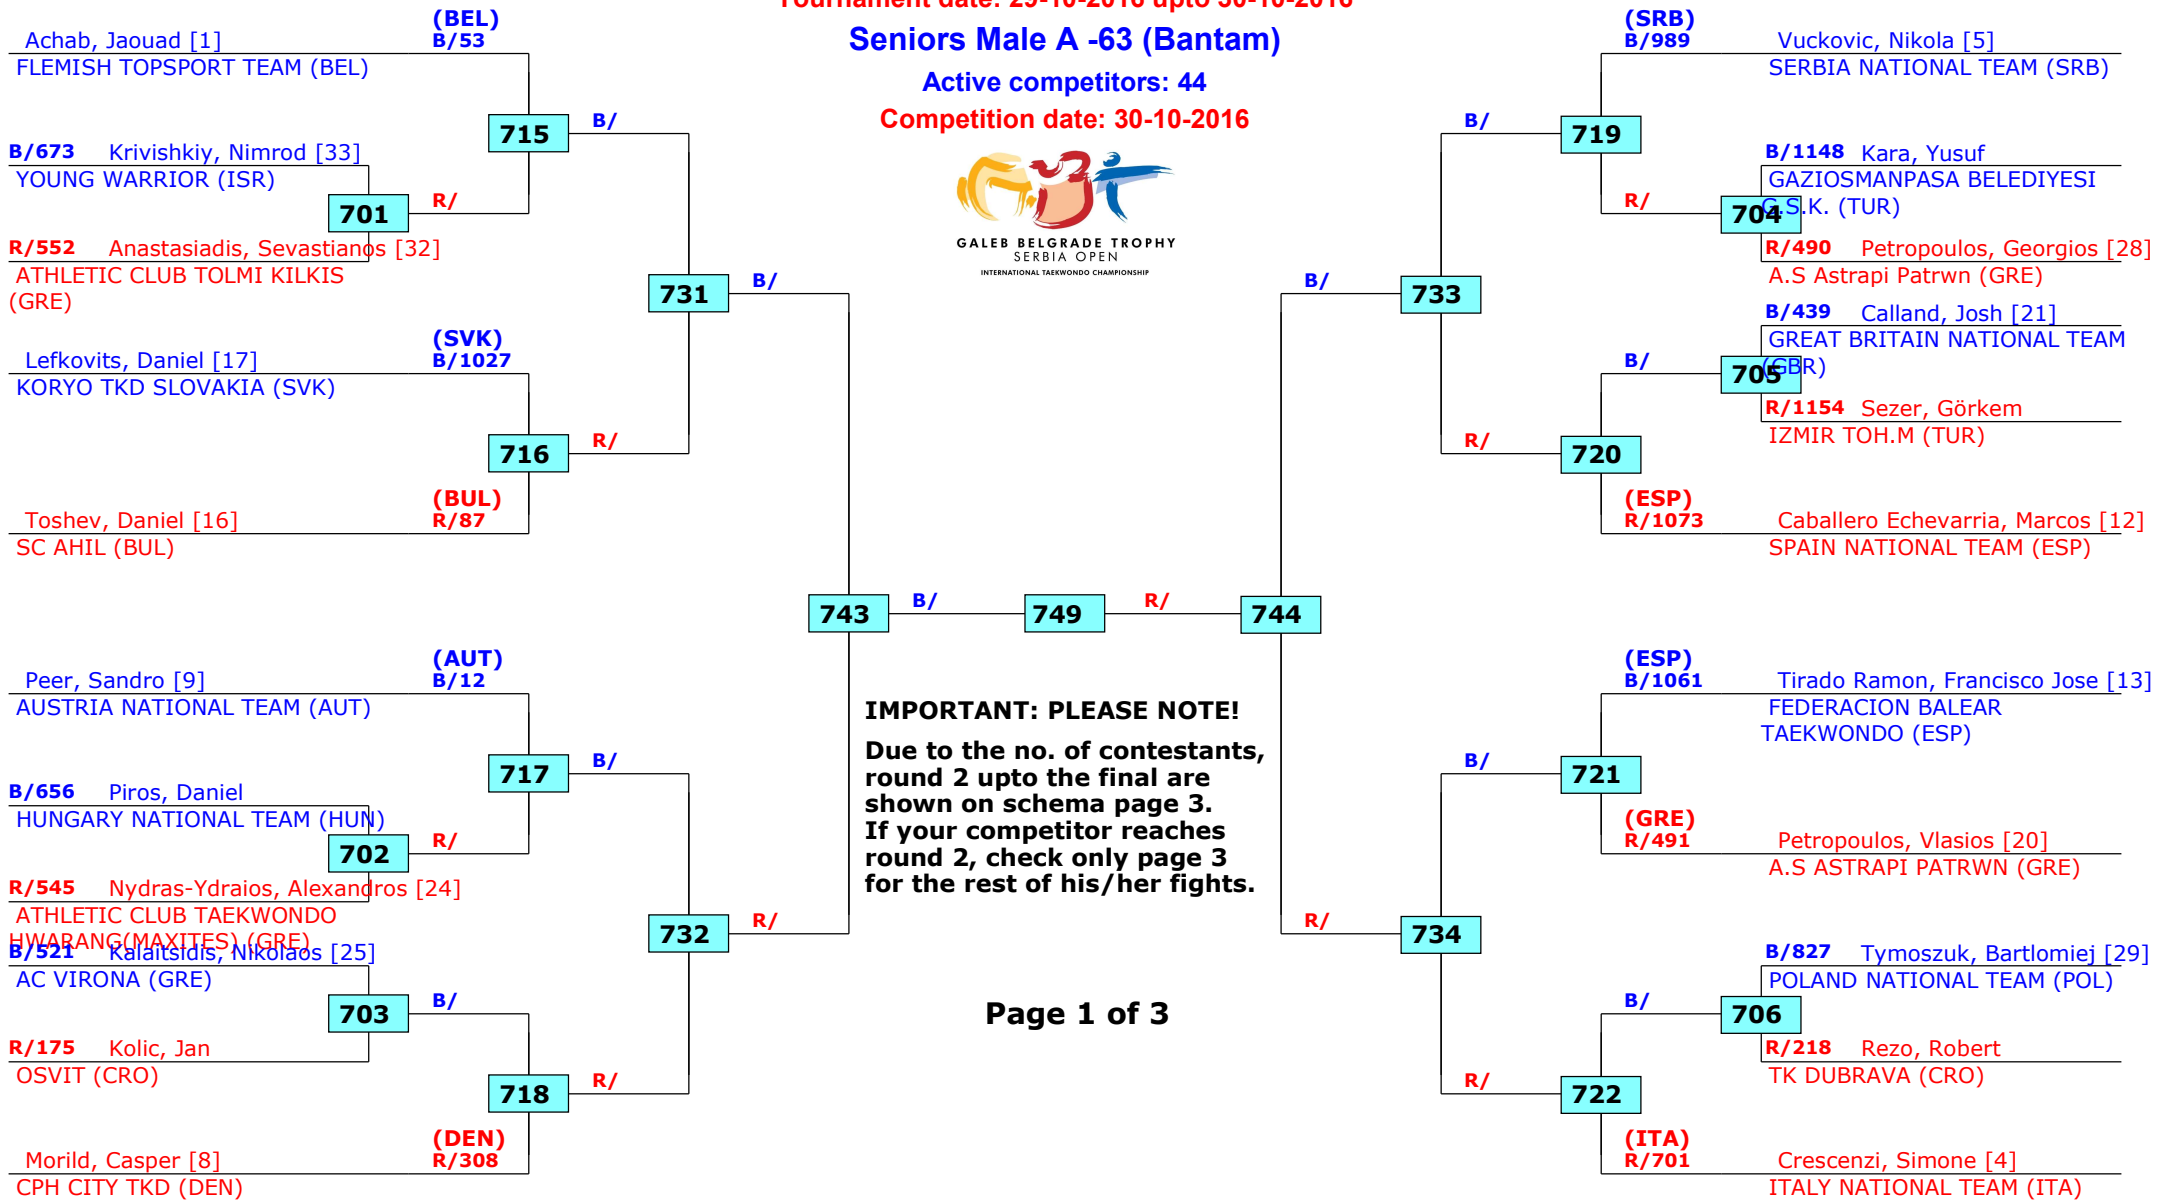 Tournament date: 29-10-2016 upto 30-10-2016
Seniors Male A -63 (Bantam)
Active competitors: 44
Competition date: 30-10-2016
GALEB BELGRADE TROPHY
SERBIA OPEN
INTERNATIONAL TAEKWONDO CHAMPIONSHIP
(BEL)
Achab, Jaouad [1] B/53
FLEMISH TOPSPORT TEAM (BEL)
715 B/
B/673 Krivishkiy, Nimrod [33]
YOUNG WARRIOR (ISR)
701 R/
R/552 Anastasiadis, Sevastianos [32]
ATHLETIC CLUB TOLMI KILKIS
(GRE)
731 B/
(SVK)
Lefkovits, Daniel [17] B/1027
KORYO TKD SLOVAKIA (SVK)
716 R/
(BUL)
Toshev, Daniel [16] R/87
SC AHIL (BUL)
743 B/
749
R/ 744
(AUT)
Peer, Sandro [9] B/12
AUSTRIA NATIONAL TEAM (AUT)
717 B/
B/656 Piros, Daniel
HUNGARY NATIONAL TEAM (HUN)
702 R/
R/545 Nydras-Ydraios, Alexandros [24]
ATHLETIC CLUB TAEKWONDO
HWARANG(MAXITES) (GRE)
732 R/
B/521 Kalaitsidis, Nikolaos [25]
AC VIRONA (GRE)
703 B/
R/175 Kolic, Jan
OSVIT (CRO)
718 R/
(DEN)
Morild, Casper [8] R/308
CPH CITY TKD (DEN)
IMPORTANT: PLEASE NOTE!
Due to the no. of contestants,
round 2 upto the final are
shown on schema page 3.
If your competitor reaches
round 2, check only page 3
for the rest of his/her fights.
Page 1 of 3
(SRB)
B/989 Vuckovic, Nikola [5]
SERBIA NATIONAL TEAM (SRB)
B/ 719
B/1148 Kara, Yusuf
GAZIOSMANPASA BELEDIYESI
G.S.K. (TUR)
R/ 704
R/490 Petropoulos, Georgios [28]
A.S Astrapi Patrwn (GRE)
B/ 733
B/439 Calland, Josh [21]
GREAT BRITAIN NATIONAL TEAM
(GBR)
B/ 705
R/1154 Sezer, Görkem
IZMIR TOH.M (TUR)
R/ 720
(ESP)
R/1073 Caballero Echevarria, Marcos [12]
SPAIN NATIONAL TEAM (ESP)
(ESP)
B/1061 Tirado Ramon, Francisco Jose [13]
FEDERACION BALEAR
TAEKWONDO (ESP)
B/ 721
(GRE)
R/491 Petropoulos, Vlasios [20]
A.S ASTRAPI PATRWN (GRE)
R/ 734
B/827 Tymoszuk, Bartlomiej [29]
POLAND NATIONAL TEAM (POL)
B/ 706
R/218 Rezo, Robert
TK DUBRAVA (CRO)
R/ 722
(ITA)
R/701 Crescenzi, Simone [4]
ITALY NATIONAL TEAM (ITA)